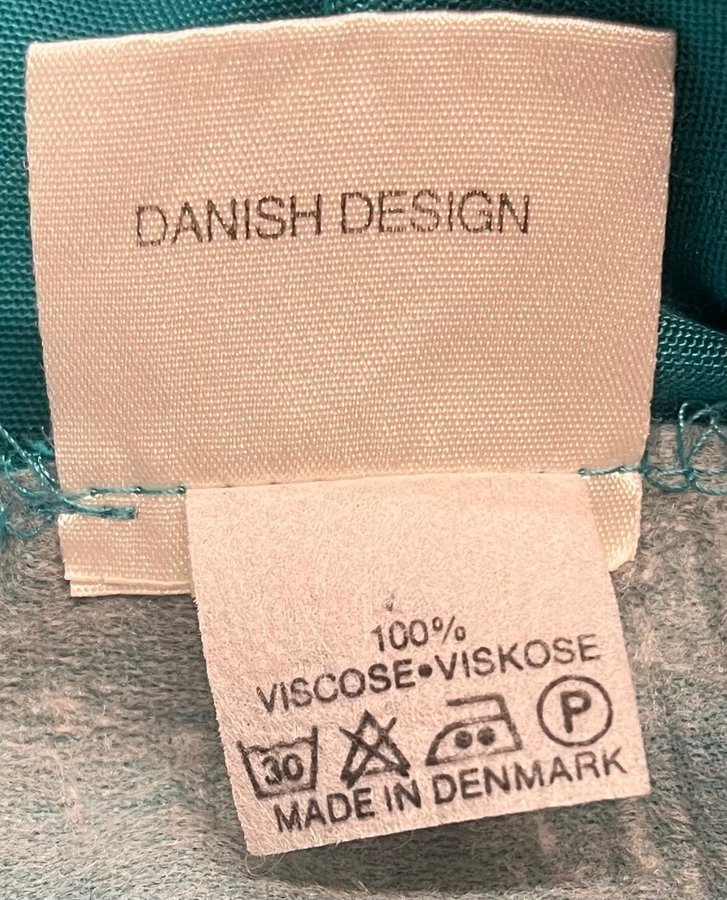 DANISH DESIGN
100%
VISCOSE•VISKOSE
30 P
MADE IN DENMARK